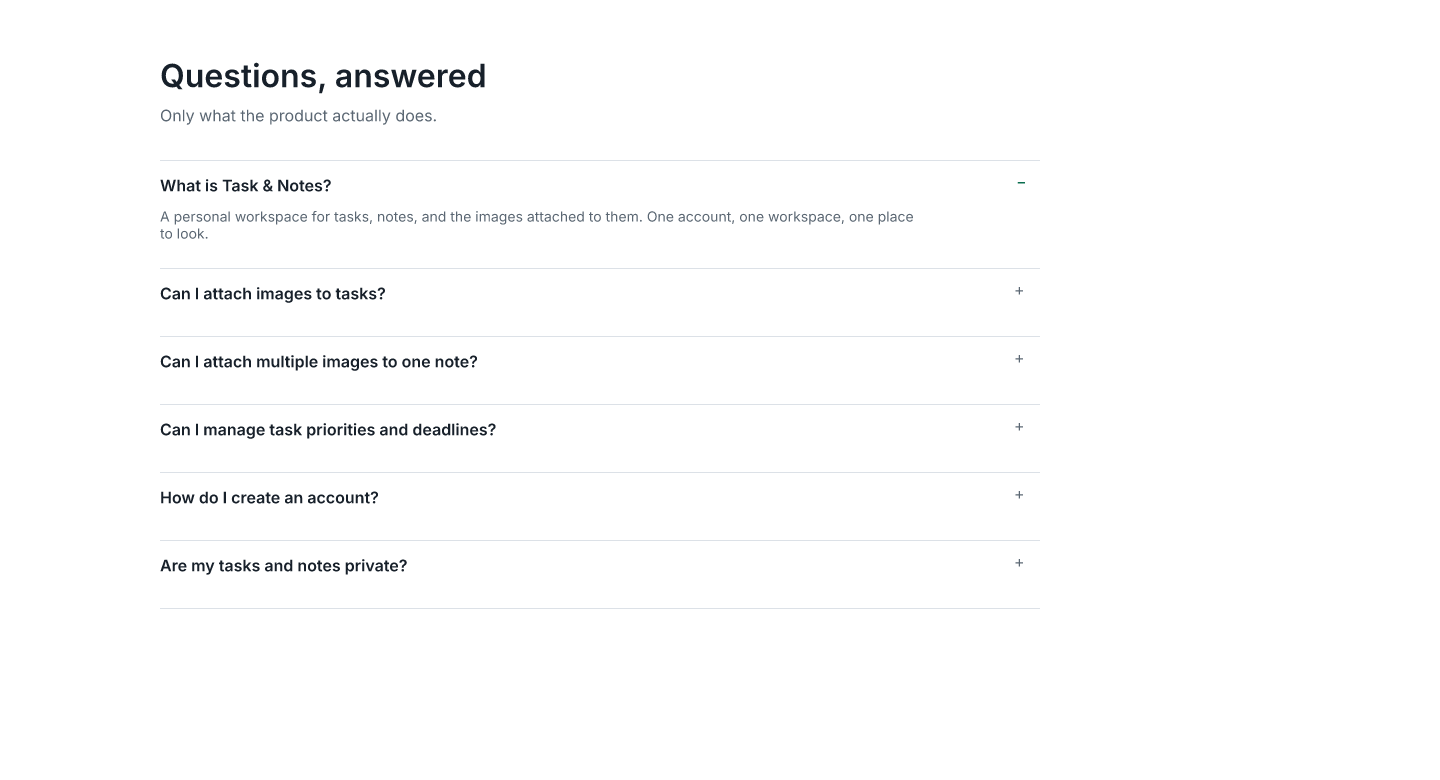 Questions, answered
Only what the product actually does.
What is Task & Notes?
–
A personal workspace for tasks, notes, and the images attached to them. One account, one workspace, one place
to look.
Can I attach images to tasks?
+
Can I attach multiple images to one note?
+
Can I manage task priorities and deadlines?
+
How do I create an account?
+
Are my tasks and notes private?
+